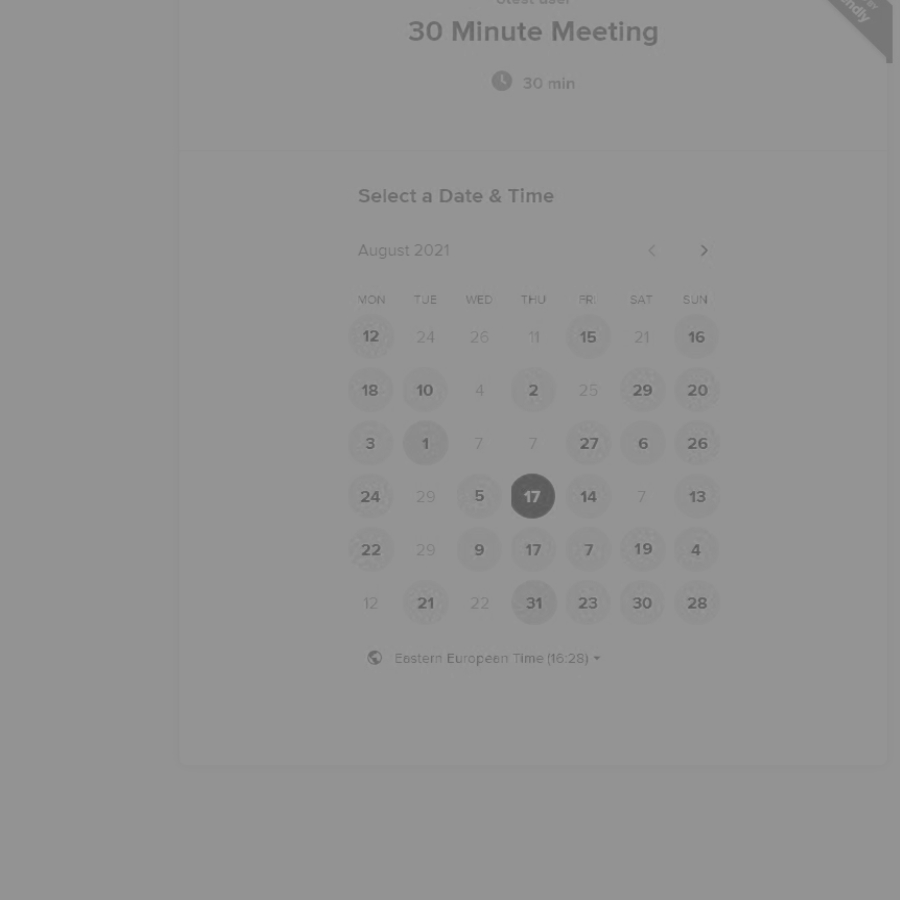 30 Minute Meeting
30 min
Select a Date & Time
August 2021
MON TUE WED THU FRI SAT SUN
12 24 26 11 15 21 16
18 10 4 2 25 29 20
3 1 7 7 27 6 26
24 29 5 17 14 7 13
22 29 9 17 7 19 4
12 21 22 31 23 30 28
Eastern European Time (16:28)